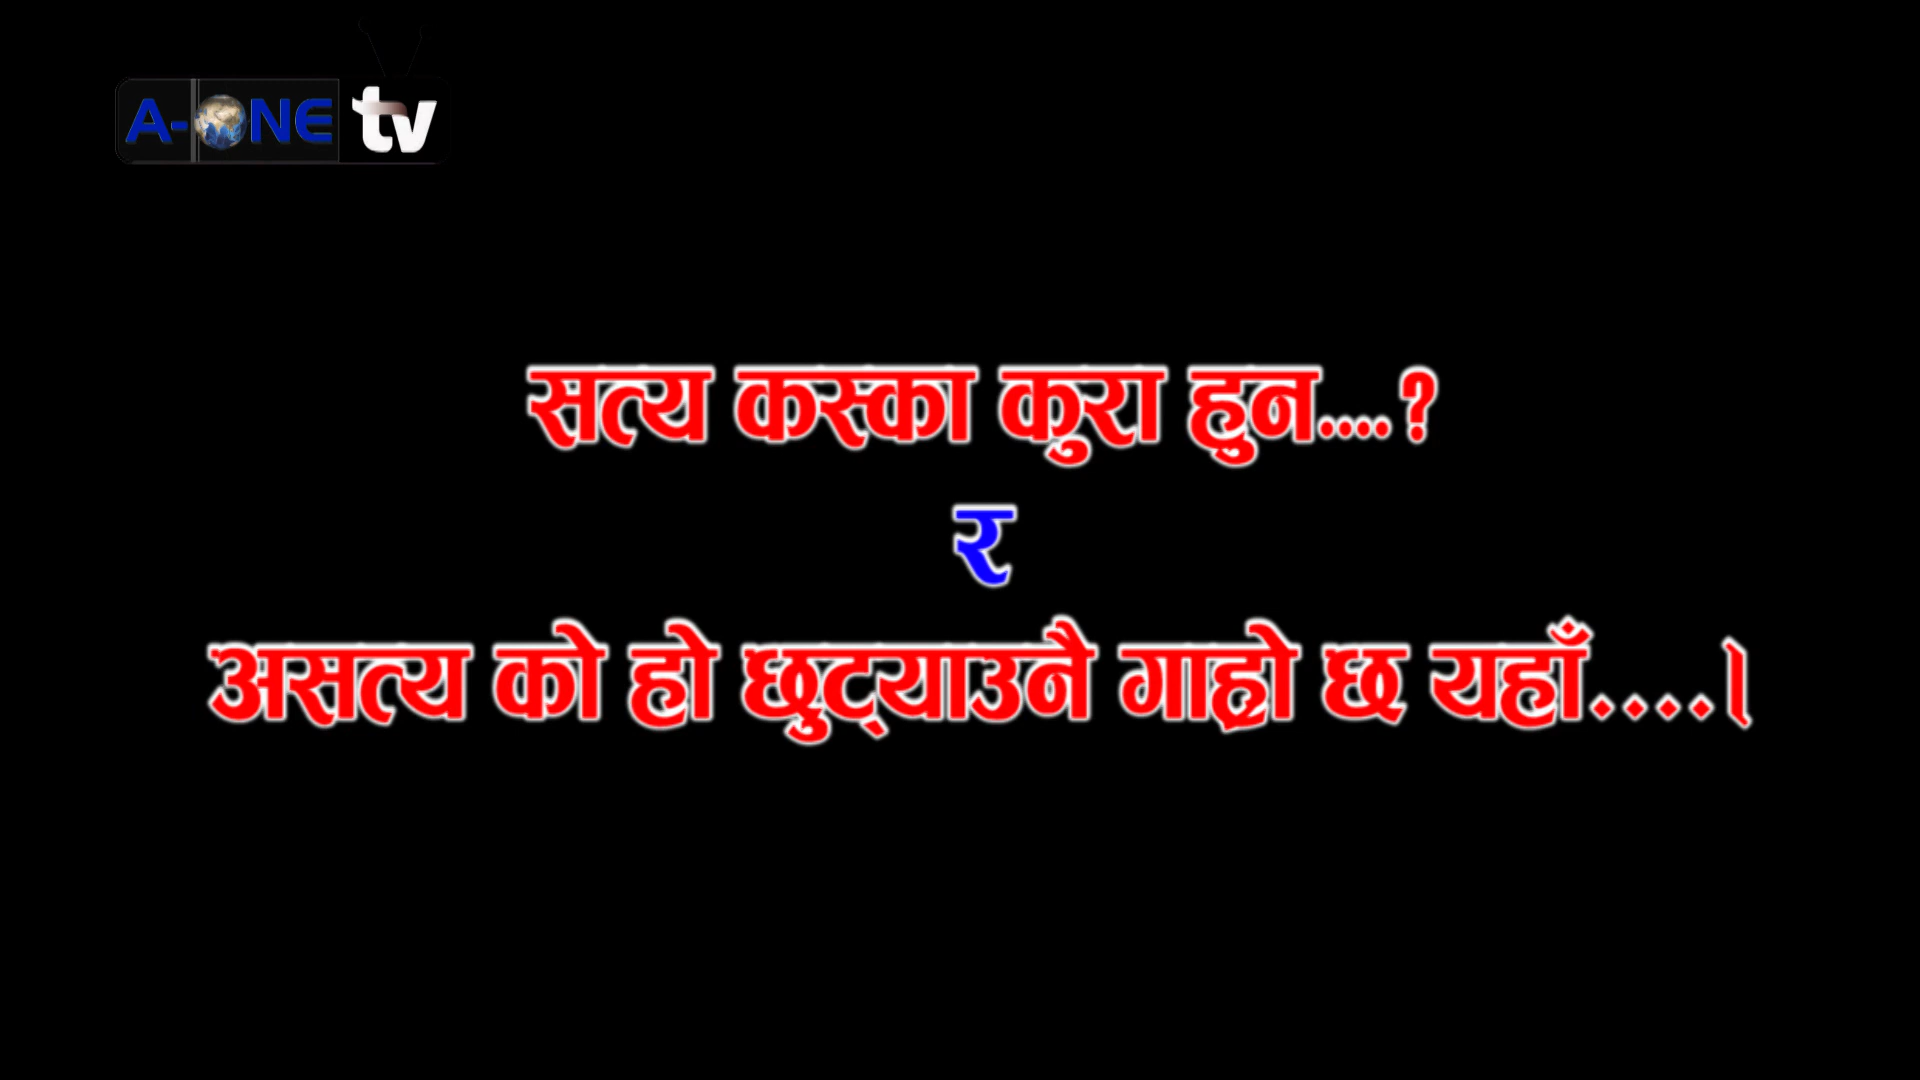 A-ONE tv
सत्य कस्का कुरा हुन....?
र
असत्य को हो छुट्याउनै गाह्रो छ यहाँ....।